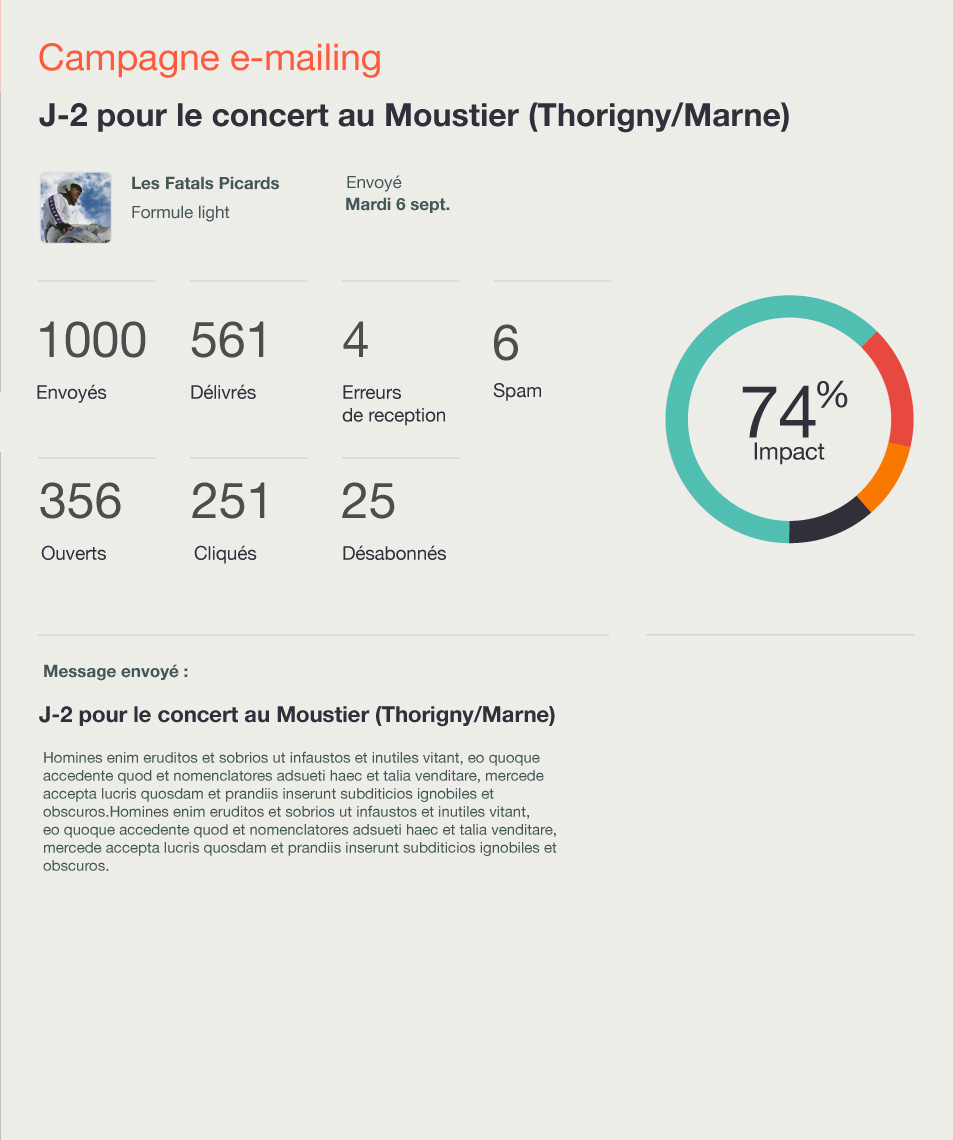 Campagne e-mailing
J-2 pour le concert au Moustier (Thorigny/Marne)
Les Fatals Picards
Formule light
Envoyé
Mardi 6 sept.
1000
Envoyés
561
Délivrés
4
Erreurs
de reception
6
Spam
356
Ouverts
251
Cliqués
25
Désabonnés
74%
Impact
Message envoyé :
J-2 pour le concert au Moustier (Thorigny/Marne)
Homines enim eruditos et sobrios ut infaustos et inutiles vitant, eo quoque
accedente quod et nomenclatores adsueti haec et talia venditare, mercede
accepta lucris quosdam et prandiis inserunt subditicios ignobiles et
obscuros.Homines enim eruditos et sobrios ut infaustos et inutiles vitant,
eo quoque accedente quod et nomenclatores adsueti haec et talia venditare,
mercede accepta lucris quosdam et prandiis inserunt subditicios ignobiles et
obscuros.